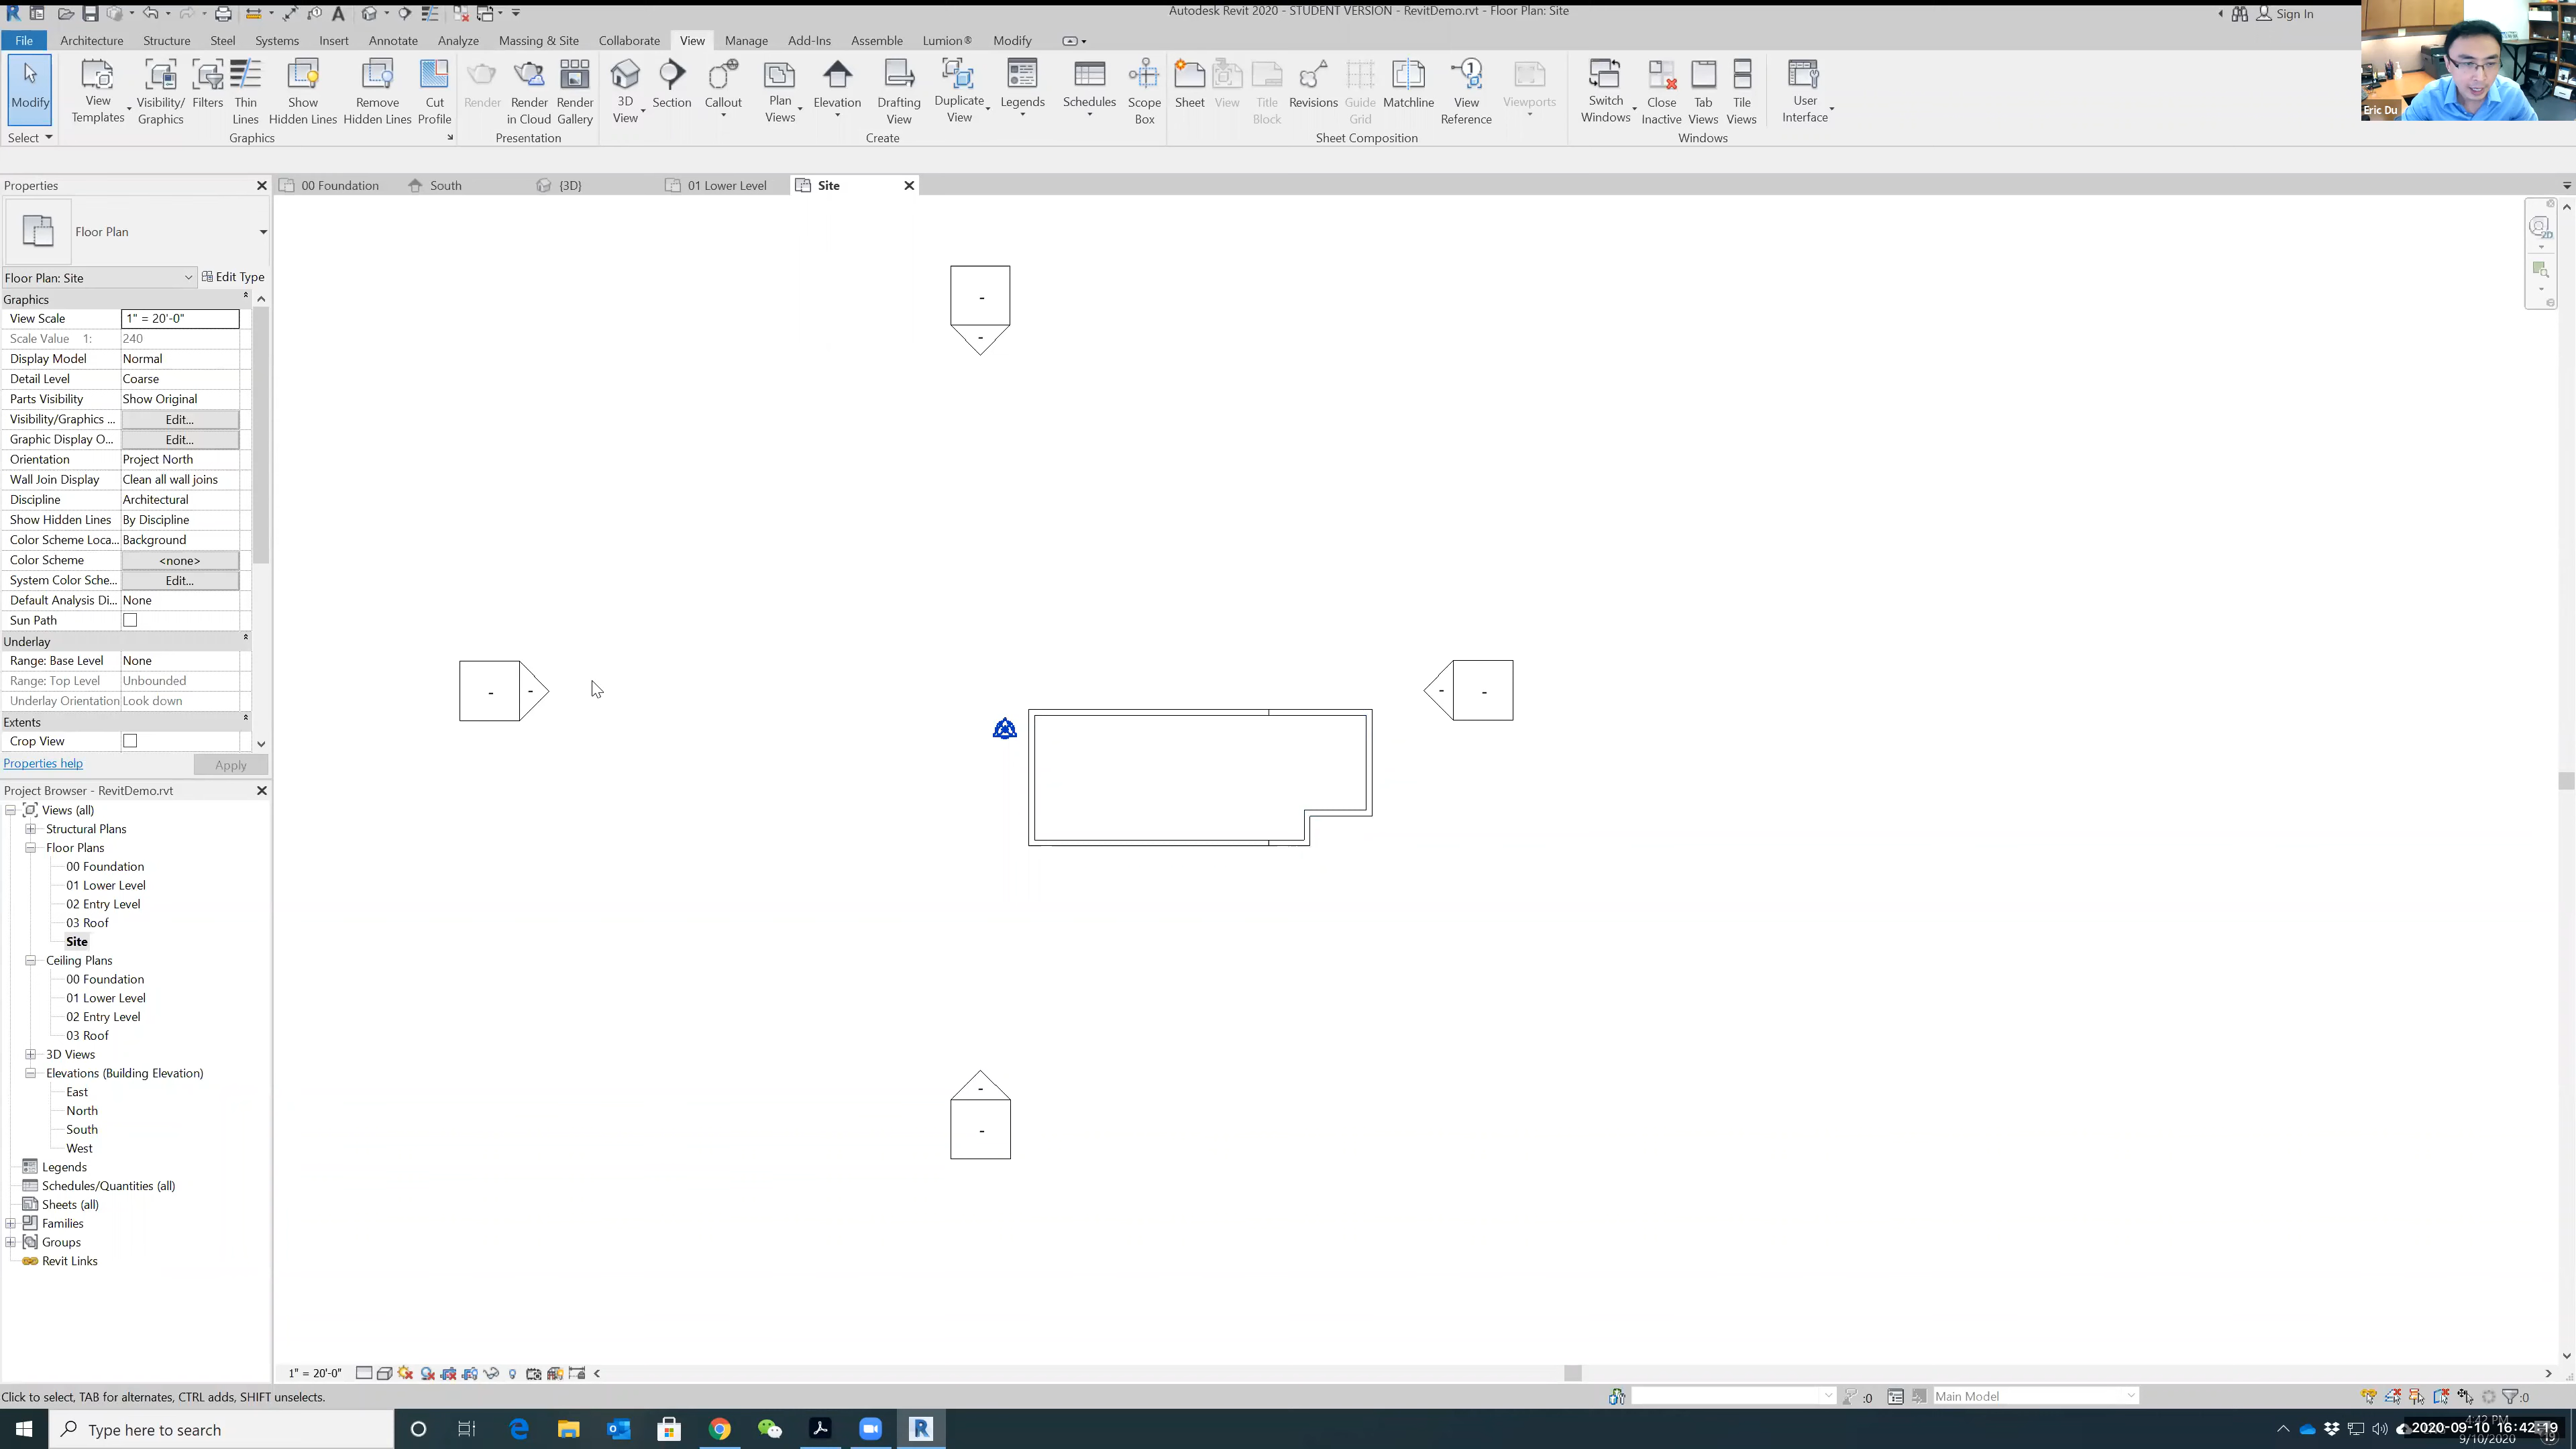 Autodesk Revit 2020 - STUDENT VERSION - RevitDemo.rvt - Floor Plan: Site
Sign In
File Architecture Structure Steel Systems Insert Annotate Analyze Massing & Site Collaborate View Manage Add-Ins Assemble Lumion® Modify
Modify
View Templates
Visibility/ Graphics
Filters
Thin Lines
Show Hidden Lines
Remove Hidden Lines
Cut Profile
Render
Render in Cloud
Render Gallery
3D View
Section
Callout
Plan Views
Elevation
Drafting View
Duplicate View
Legends
Schedules
Scope Box
Sheet
View
Title Block
Revisions
Guide Grid
Matchline
View Reference
Viewports
Switch Windows
Close Inactive
Tab Views
Tile Views
User Interface
Eric Du
Select Graphics Presentation Create Sheet Composition Windows
Properties
00 Foundation South {3D} 01 Lower Level Site
Floor Plan
Floor Plan: Site Edit Type
Graphics
View Scale 1" = 20'-0"
Scale Value 1: 240
Display Model Normal
Detail Level Coarse
Parts Visibility Show Original
Visibility/Graphics ... Edit...
Graphic Display O... Edit...
Orientation Project North
Wall Join Display Clean all wall joins
Discipline Architectural
Show Hidden Lines By Discipline
Color Scheme Loca... Background
Color Scheme <none>
System Color Sche... Edit...
Default Analysis Di... None
Sun Path
Underlay
Range: Base Level None
Range: Top Level Unbounded
Underlay Orientation Look down
Extents
Crop View
Properties help Apply
Project Browser - RevitDemo.rvt
Views (all)
Structural Plans
Floor Plans
00 Foundation
01 Lower Level
02 Entry Level
03 Roof
Site
Ceiling Plans
00 Foundation
01 Lower Level
02 Entry Level
03 Roof
3D Views
Elevations (Building Elevation)
East
North
South
West
Legends
Schedules/Quantities (all)
Sheets (all)
Families
Groups
Revit Links
1" = 20'-0"
Click to select, TAB for alternates, CTRL adds, SHIFT unselects.
:0
Main Model
:0
Type here to search
4:42 PM
2020-09-10 16:42:19
9/10/2020